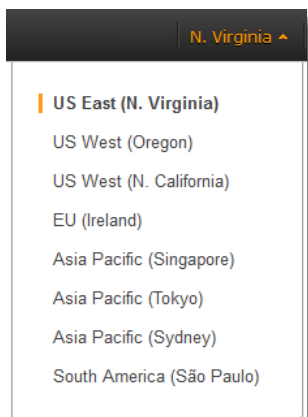 N. Virginia
US East (N. Virginia)
US West (Oregon)
US West (N. California)
EU (Ireland)
Asia Pacific (Singapore)
Asia Pacific (Tokyo)
Asia Pacific (Sydney)
South America (São Paulo)